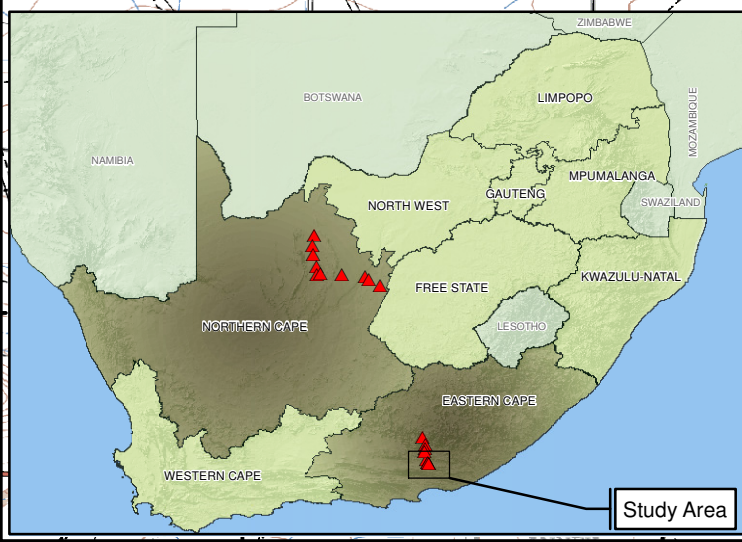 ZIMBABWE
BOTSWANA
LIMPOPO
MOZAMBIQUE
NAMIBIA
MPUMALANGA
GAUTENG
NORTH WEST
SWAZILAND
KWAZULU-NATAL
FREE STATE
LESOTHO
NORTHERN CAPE
EASTERN CAPE
WESTERN CAPE
Study Area